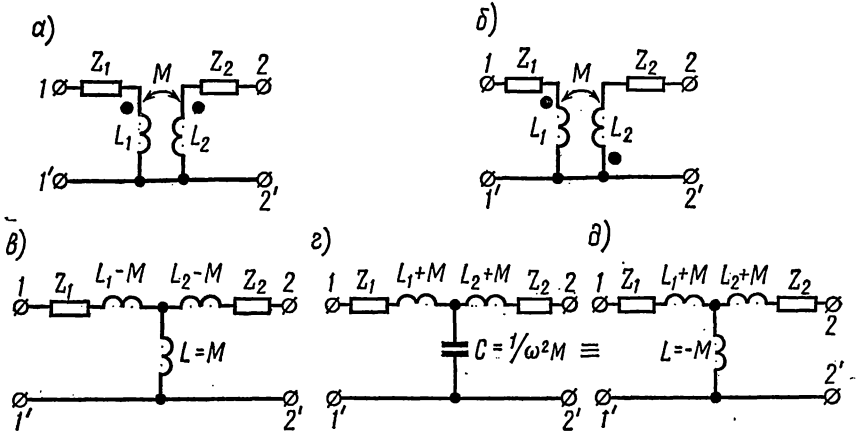 а)
Z₁ M Z₂ 2
1
L₁ L₂
1' 2'
б)
1 Z₁ M Z₂ 2
L₁ L₂
1' 2'
в)
1 Z₁ L₁-M L₂-M Z₂ 2
L=M
1' 2'
г)
1 Z₁ L₁+M L₂+M Z₂ 2
C=1/ω²M ≡
1' 2'
д)
1 Z₁ L₁+M L₂+M Z₂
2
L=-M
2'
1'